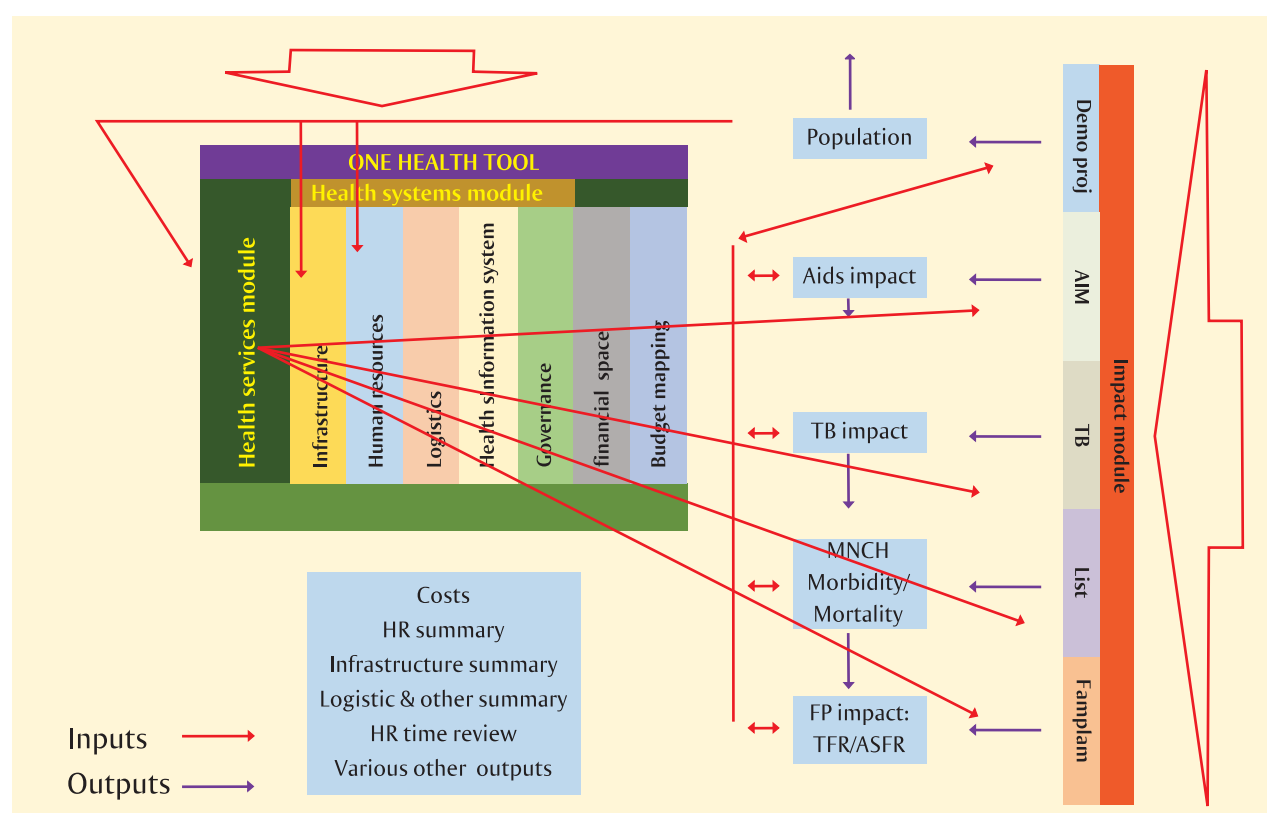 ONE HEALTH TOOL
Health systems module
Health services module
Infrastructure
Human resources
Logistics
Health sinformation system
Governance
financial space
Budget mapping
Costs
HR summary
Infrastructure summary
Logistic & other summary
HR time review
Various other outputs
Inputs
Outputs
Population
Aids impact
TB impact
MNCH
Morbidity/
Mortality
FP impact:
TFR/ASFR
Demo proj
AIM
TB
List
Famplam
Impact module